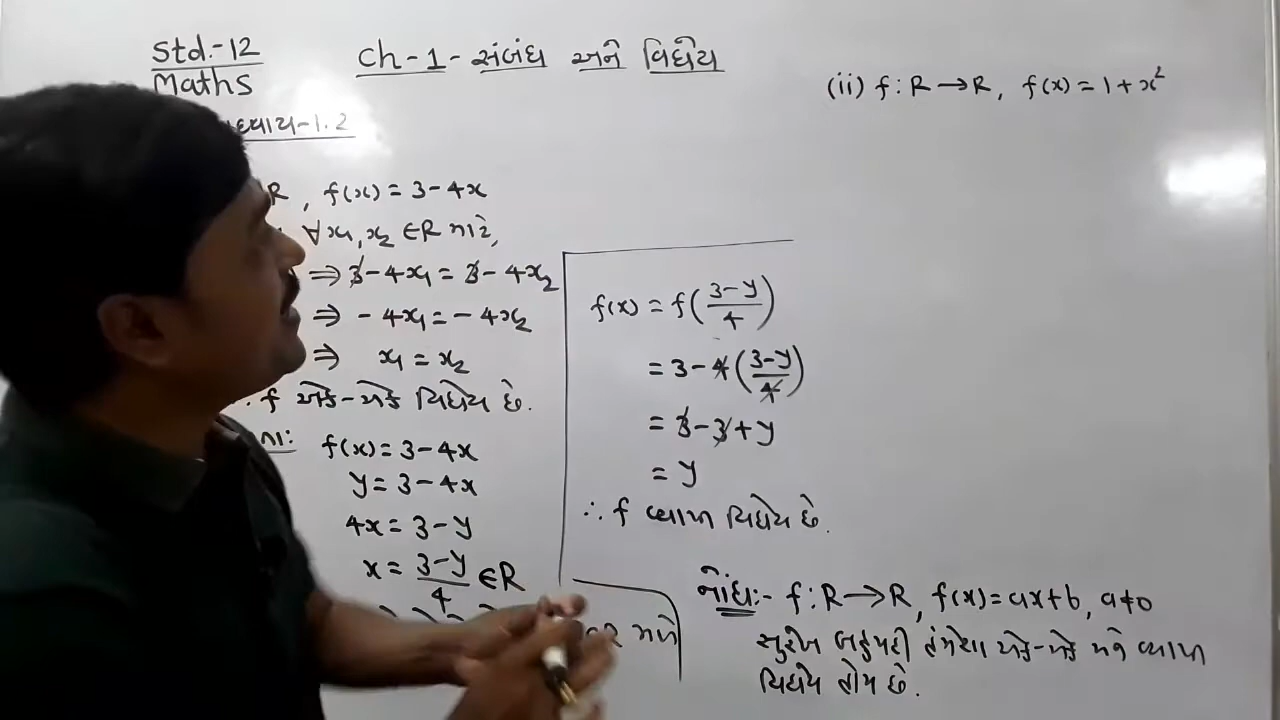 Std.-12
Maths
Ch-1-સંબંધ અને વિધેય
ધ્યાય-1.2
R, f(x) = 3-4x
∀x₁, x₂ ∈R માટે,
⇒ 3-4x₁ = 3-4x₂
⇒ -4x₁ = -4x₂
⇒ x₁ = x₂
∴ f એક-એક વિધેય છે.
f(x) = 3-4x
y = 3-4x
4x = 3-y
x = (3-y)/4 ∈R
f(x) = f((3-y)/4)
= 3-4((3-y)/4)
= 3-3+y
= y
∴ f વ્યાપ્ત વિધેય છે.
(ii) f : R → R, f(x) = 1 + x²
નોંધ:- f : R → R, f(x) = ax+b, a≠0
સુરેખ બહુપદી હંમેશા એક-એક અને વ્યાપ્ત
વિધેય હોય છે.